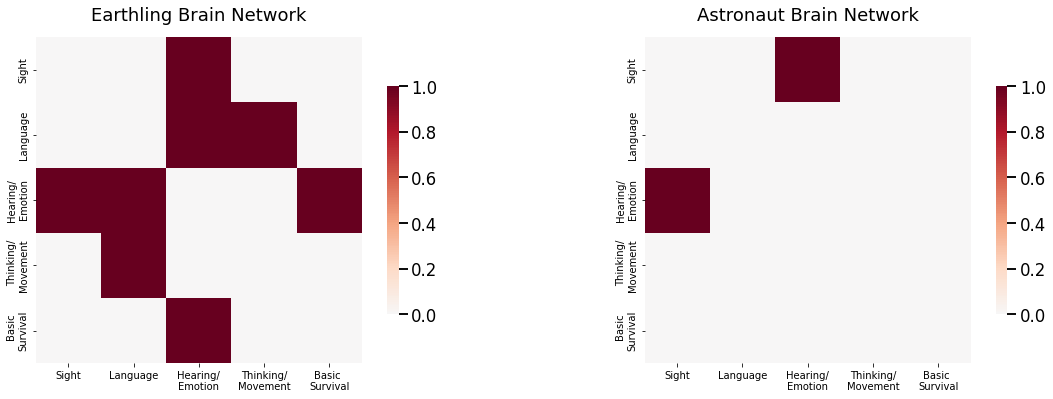 Earthling Brain Network
Sight
Language
Hearing/
Emotion
Thinking/
Movement
Basic
Survival
Sight
Language
Hearing/
Emotion
Thinking/
Movement
Basic
Survival
1.0
0.8
0.6
0.4
0.2
0.0
Astronaut Brain Network
Sight
Language
Hearing/
Emotion
Thinking/
Movement
Basic
Survival
Sight
Language
Hearing/
Emotion
Thinking/
Movement
Basic
Survival
1.0
0.8
0.6
0.4
0.2
0.0